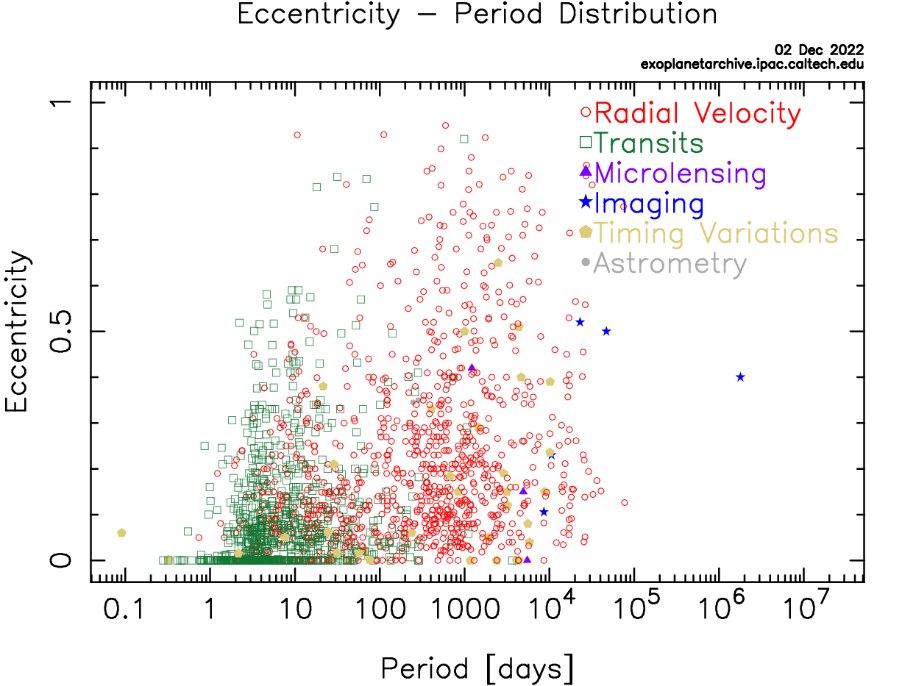 Eccentricity − Period Distribution
02 Dec 2022
exoplanetarchive.ipac.caltech.edu
Radial Velocity
Transits
Microlensing
Imaging
Timing Variations
Astrometry
1
0.5
0
Eccentricity
0.1 1 10 100 1000 10⁴ 10⁵ 10⁶ 10⁷
Period [days]